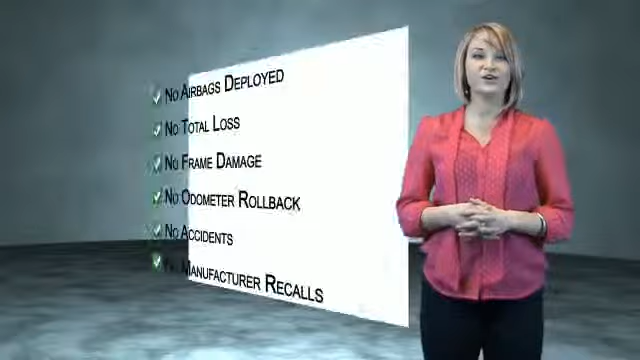 No Airbags Deployed
No Total Loss
No Frame Damage
No Odometer Rollback
No Accidents
Manufacturer Recalls